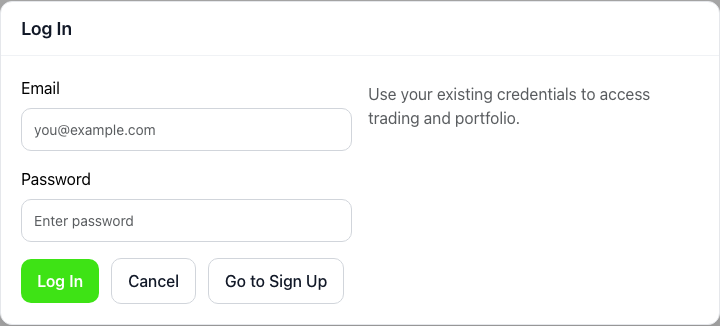 Log In
Email
you@example.com
Password
Enter password
Use your existing credentials to access
trading and portfolio.
Log In
Cancel
Go to Sign Up